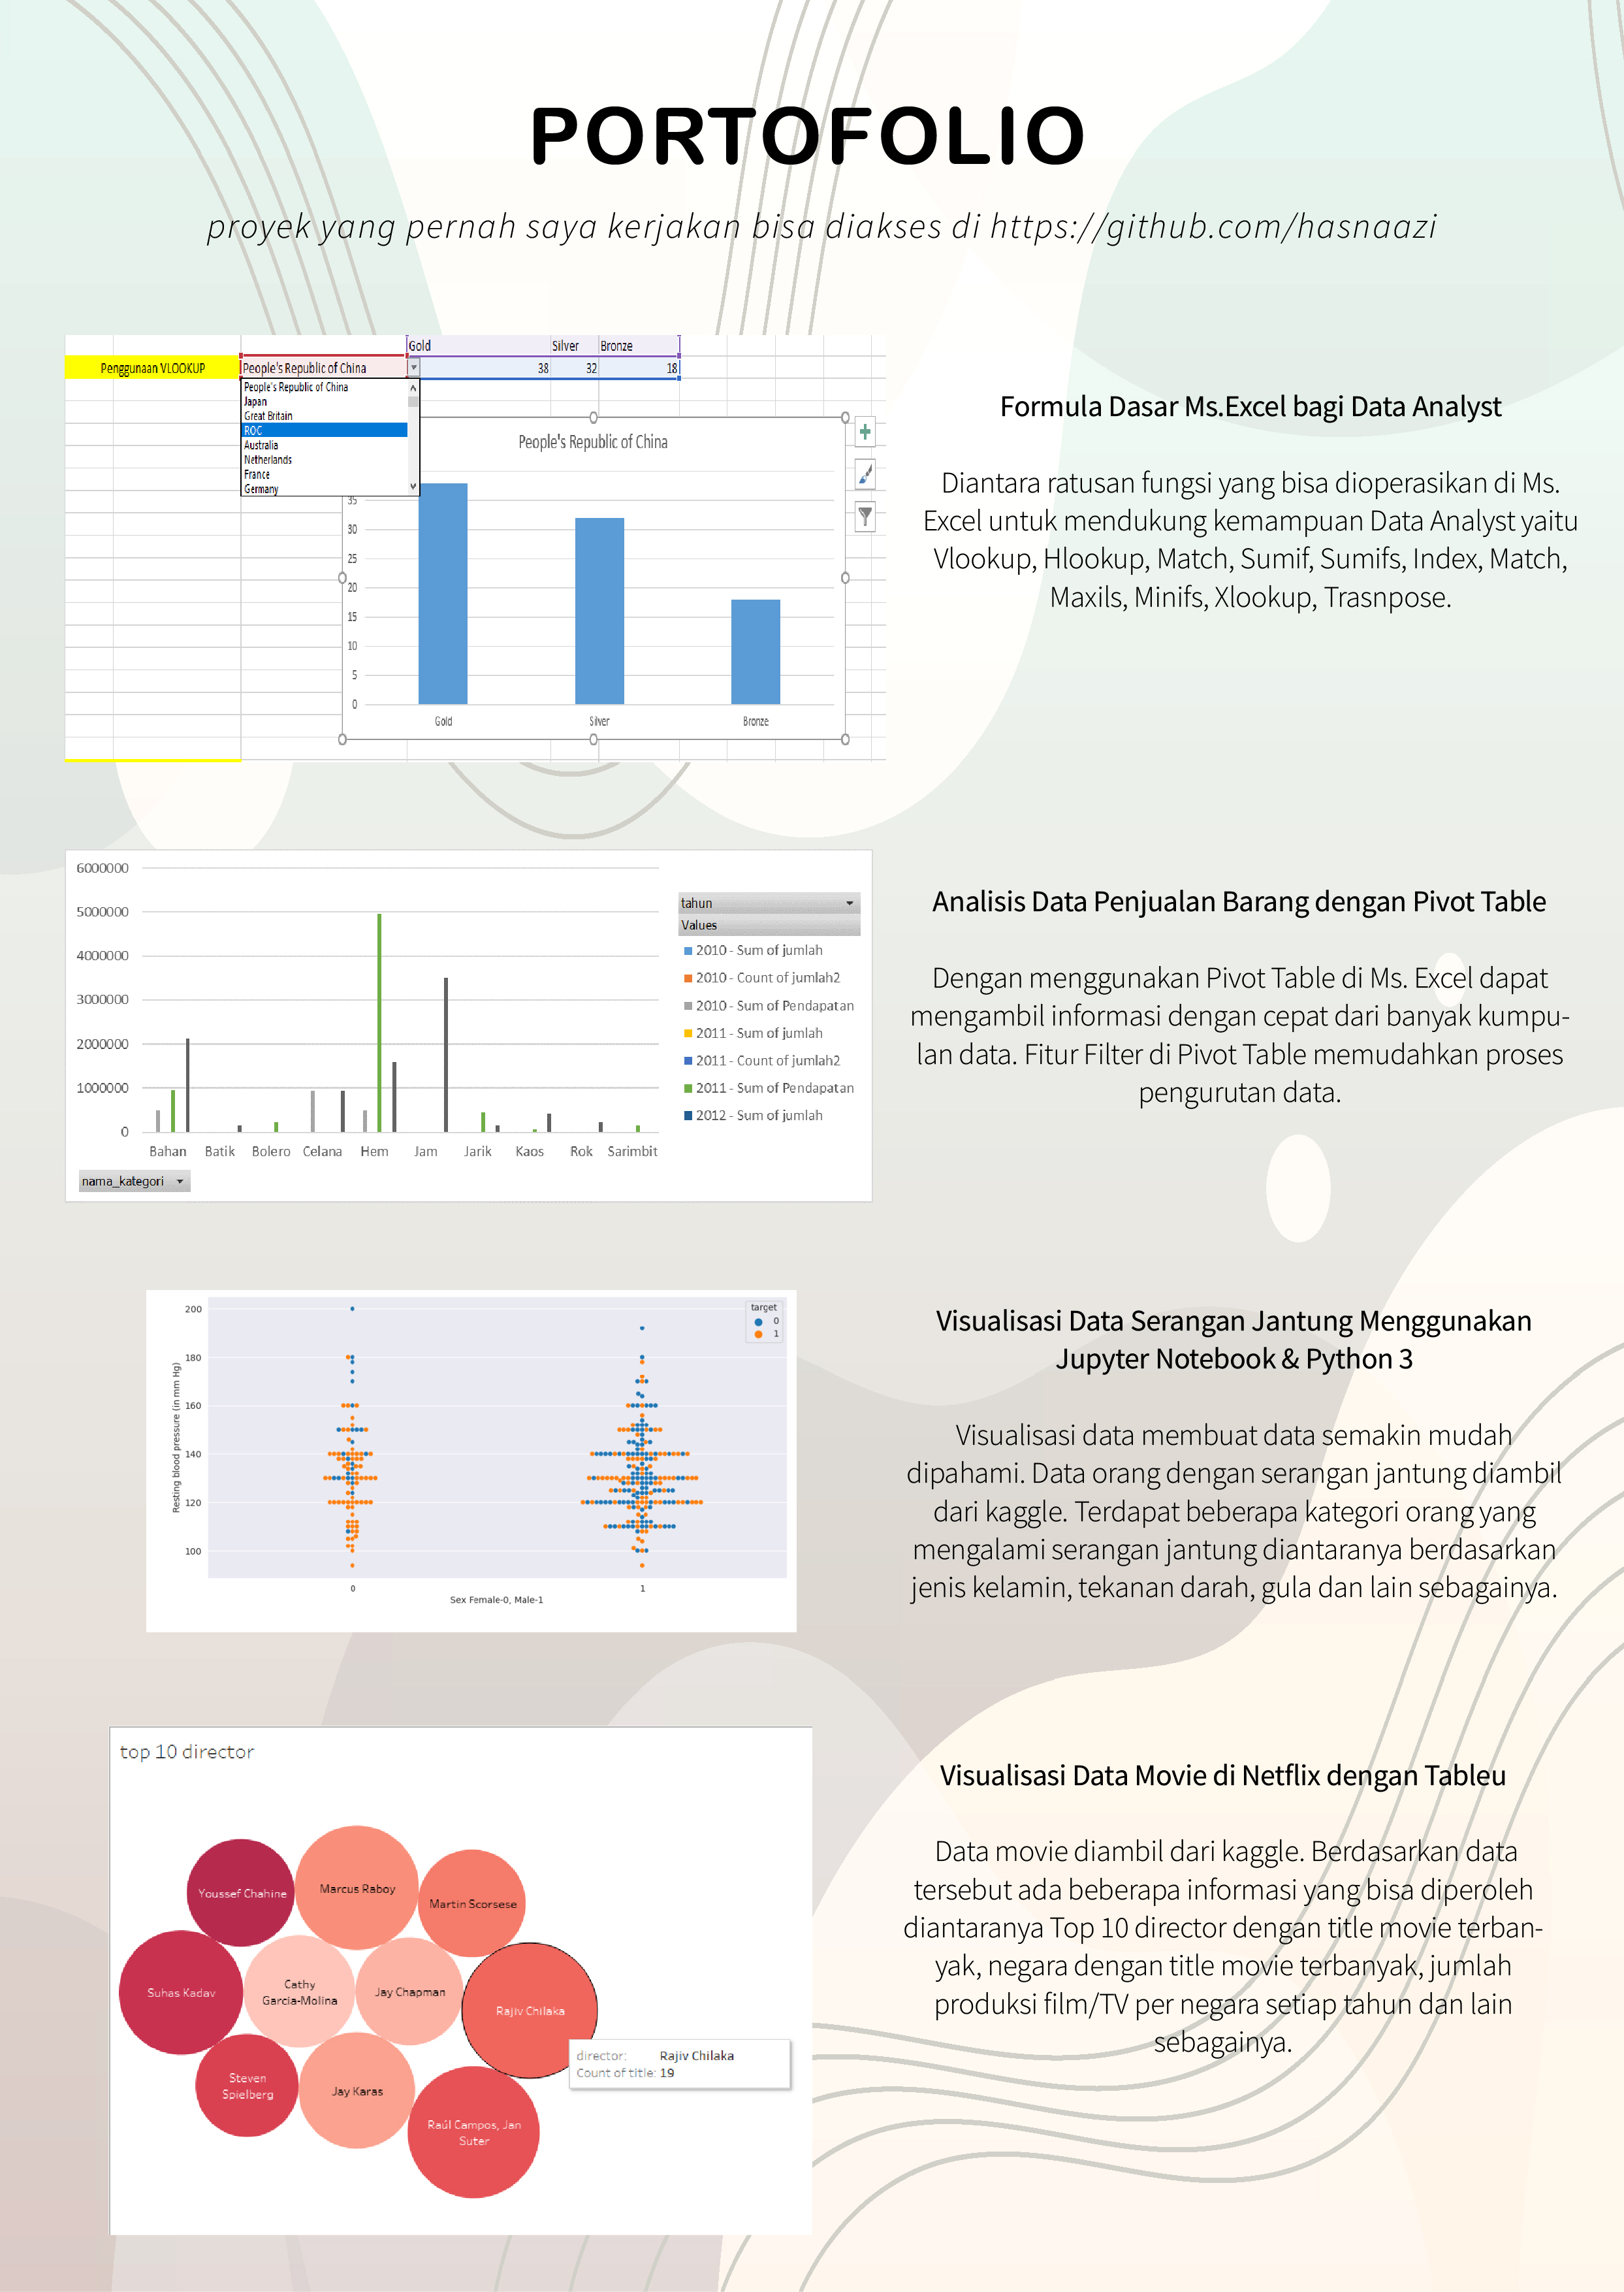 PORTOFOLIO
proyek yang pernah saya kerjakan bisa diakses di https://github.com/hasnaazi
Gold Silver Bronze
Penggunaan VLOOKUP People's Republic of China 38 32 18
People's Republic of China
Japan
Great Britain
ROC
Australia
Netherlands
France
Germany
People's Republic of China
35
30
25
20
15
10
5
0
Gold Silver Bronze
Formula Dasar Ms.Excel bagi Data Analyst
Diantara ratusan fungsi yang bisa dioperasikan di Ms.
Excel untuk mendukung kemampuan Data Analyst yaitu
Vlookup, Hlookup, Match, Sumif, Sumifs, Index, Match,
Maxils, Minifs, Xlookup, Trasnpose.
6000000
5000000
4000000
3000000
2000000
1000000
0
Bahan Batik Bolero Celana Hem Jam Jarik Kaos Rok Sarimbit
nama_kategori
tahun
Values
2010 - Sum of jumlah
2010 - Count of jumlah2
2010 - Sum of Pendapatan
2011 - Sum of jumlah
2011 - Count of jumlah2
2011 - Sum of Pendapatan
2012 - Sum of jumlah
Analisis Data Penjualan Barang dengan Pivot Table
Dengan menggunakan Pivot Table di Ms. Excel dapat
mengambil informasi dengan cepat dari banyak kumpu-
lan data. Fitur Filter di Pivot Table memudahkan proses
pengurutan data.
200
180
160
140
120
100
Resting blood pressure (in mm Hg)
0 1
Sex Female-0, Male-1
target
0
1
Visualisasi Data Serangan Jantung Menggunakan
Jupyter Notebook & Python 3
Visualisasi data membuat data semakin mudah
dipahami. Data orang dengan serangan jantung diambil
dari kaggle. Terdapat beberapa kategori orang yang
mengalami serangan jantung diantaranya berdasarkan
jenis kelamin, tekanan darah, gula dan lain sebagainya.
top 10 director
Youssef Chahine
Marcus Raboy
Martin Scorsese
Suhas Kadav
Cathy
Garcia-Molina
Jay Chapman
Rajiv Chilaka
director: Rajiv Chilaka
Count of title: 19
Steven
Spielberg
Jay Karas
Raúl Campos, Jan
Suter
Visualisasi Data Movie di Netflix dengan Tableu
Data movie diambil dari kaggle. Berdasarkan data
tersebut ada beberapa informasi yang bisa diperoleh
diantaranya Top 10 director dengan title movie terban-
yak, negara dengan title movie terbanyak, jumlah
produksi film/TV per negara setiap tahun dan lain
sebagainya.